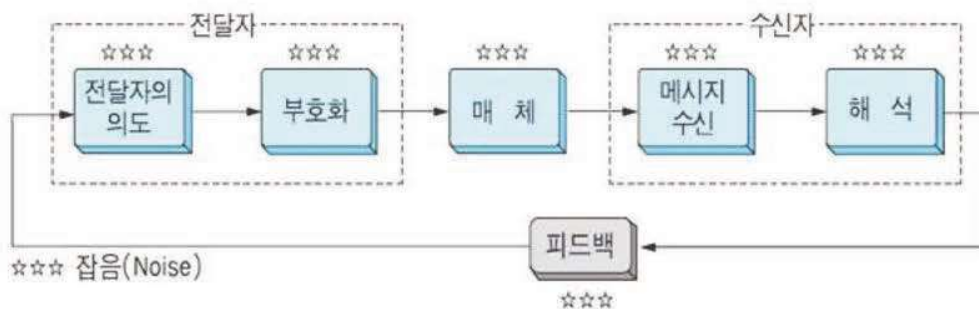 전달자
수신자
☆☆☆
☆☆☆
☆☆☆
☆☆☆
☆☆☆
전달자의
의도
부호화
매 체
메시지
수신
해 석
피드백
☆☆☆ 잡음(Noise)
☆☆☆